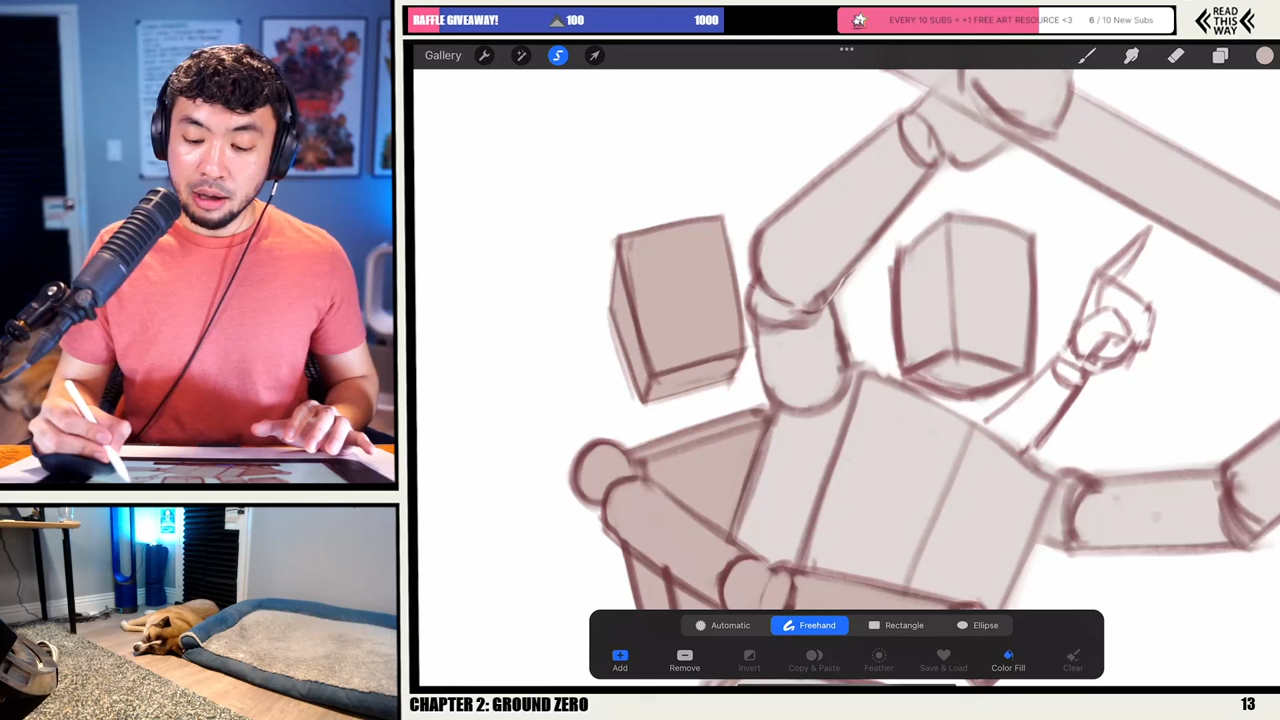 RAFFLE GIVEAWAY! 100 1000
EVERY 10 SUBS = +1 FREE ART RESOURCE <3 6 / 10 New Subs
READ
THIS
WAY
Gallery
S
Automatic Freehand Rectangle Ellipse
Add Remove Invert Copy & Paste Feather Save & Load Color Fill Clear
CHAPTER 2: GROUND ZERO 13